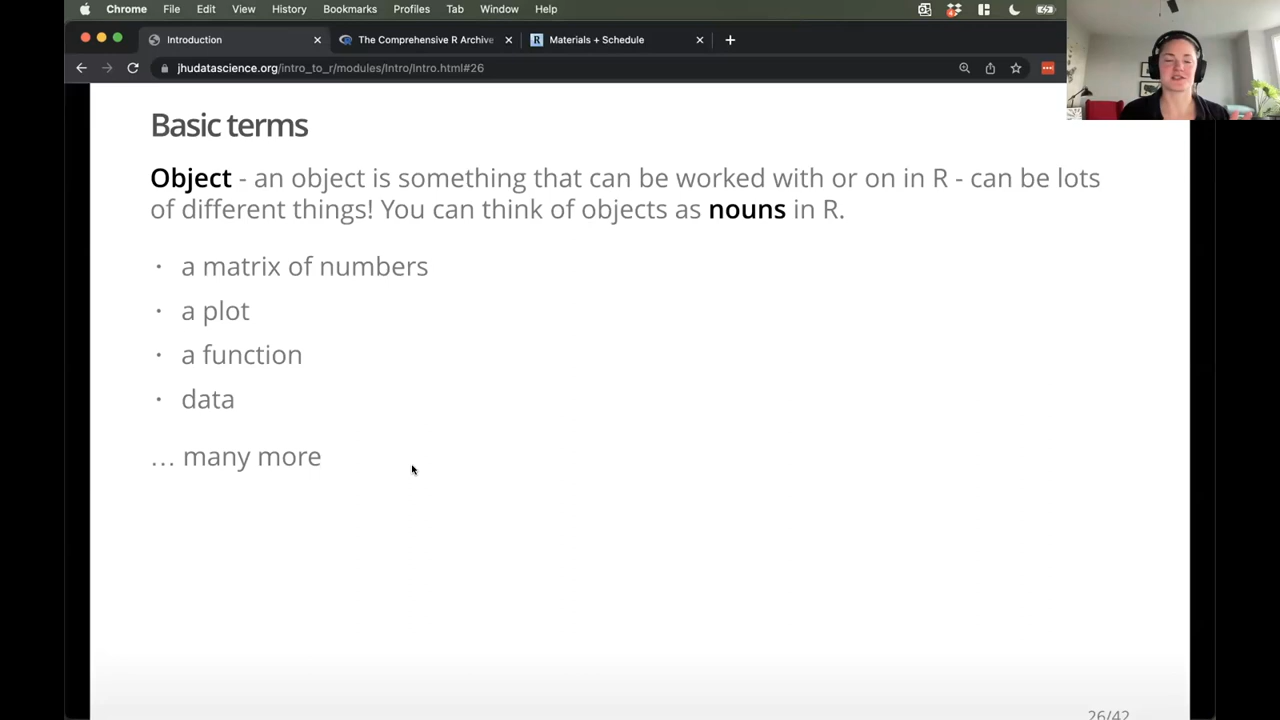 Chrome File Edit View History Bookmarks Profiles Tab Window Help
Introduction
The Comprehensive R Archive
Materials + Schedule
jhudatascience.org/intro_to_r/modules/Intro/Intro.html#26
Basic terms
Object - an object is something that can be worked with or on in R - can be lots
of different things! You can think of objects as nouns in R.
· a matrix of numbers
· a plot
· a function
· data
… many more
26/42